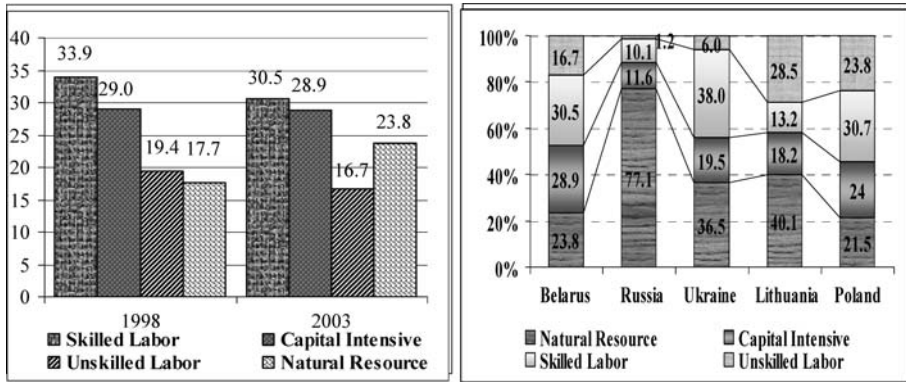 40
35
30
25
20
15
10
5
0
33.9
29.0
19.4
17.7
30.5
28.9
16.7
23.8
1998 2003
Skilled Labor Capital Intensive
Unskilled Labor Natural Resource
100%
80%
60%
40%
20%
0%
16.7 1.2 6.0 28.5 23.8
30.5 10.1 38.0 13.2 30.7
28.9 11.6 19.5 18.2 24
23.8 77.1 36.5 40.1 21.5
Belarus Russia Ukraine Lithuania Poland
Natural Resource Capital Intensive
Skilled Labor Unskilled Labor